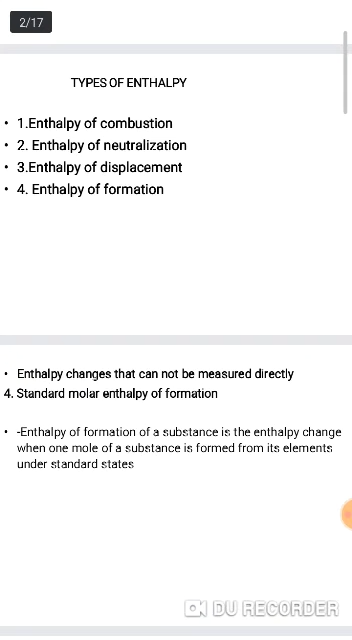 2/17
TYPES OF ENTHALPY
• 1.Enthalpy of combustion
• 2. Enthalpy of neutralization
• 3.Enthalpy of displacement
• 4. Enthalpy of formation
• Enthalpy changes that can not be measured directly
4. Standard molar enthalpy of formation
• -Enthalpy of formation of a substance is the enthalpy change
when one mole of a substance is formed from its elements
under standard states
DU RECORDER